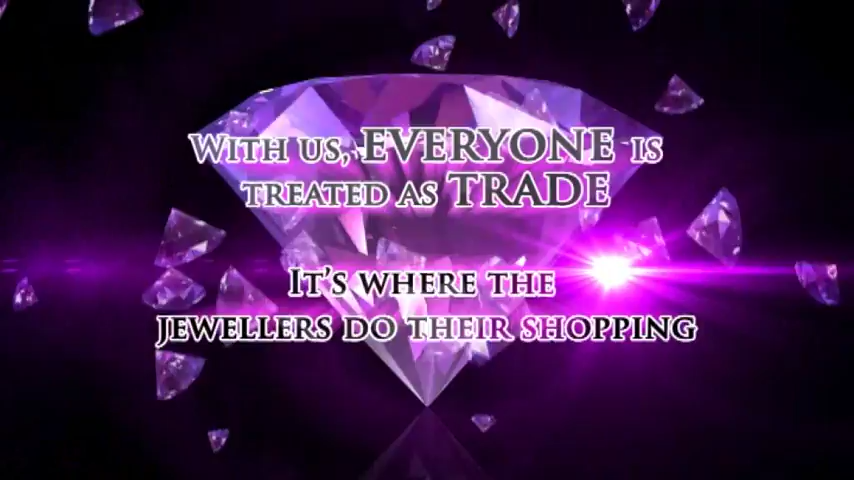 With us, EVERYONE is
treated as TRADE
It's where the
jewellers do their shopping